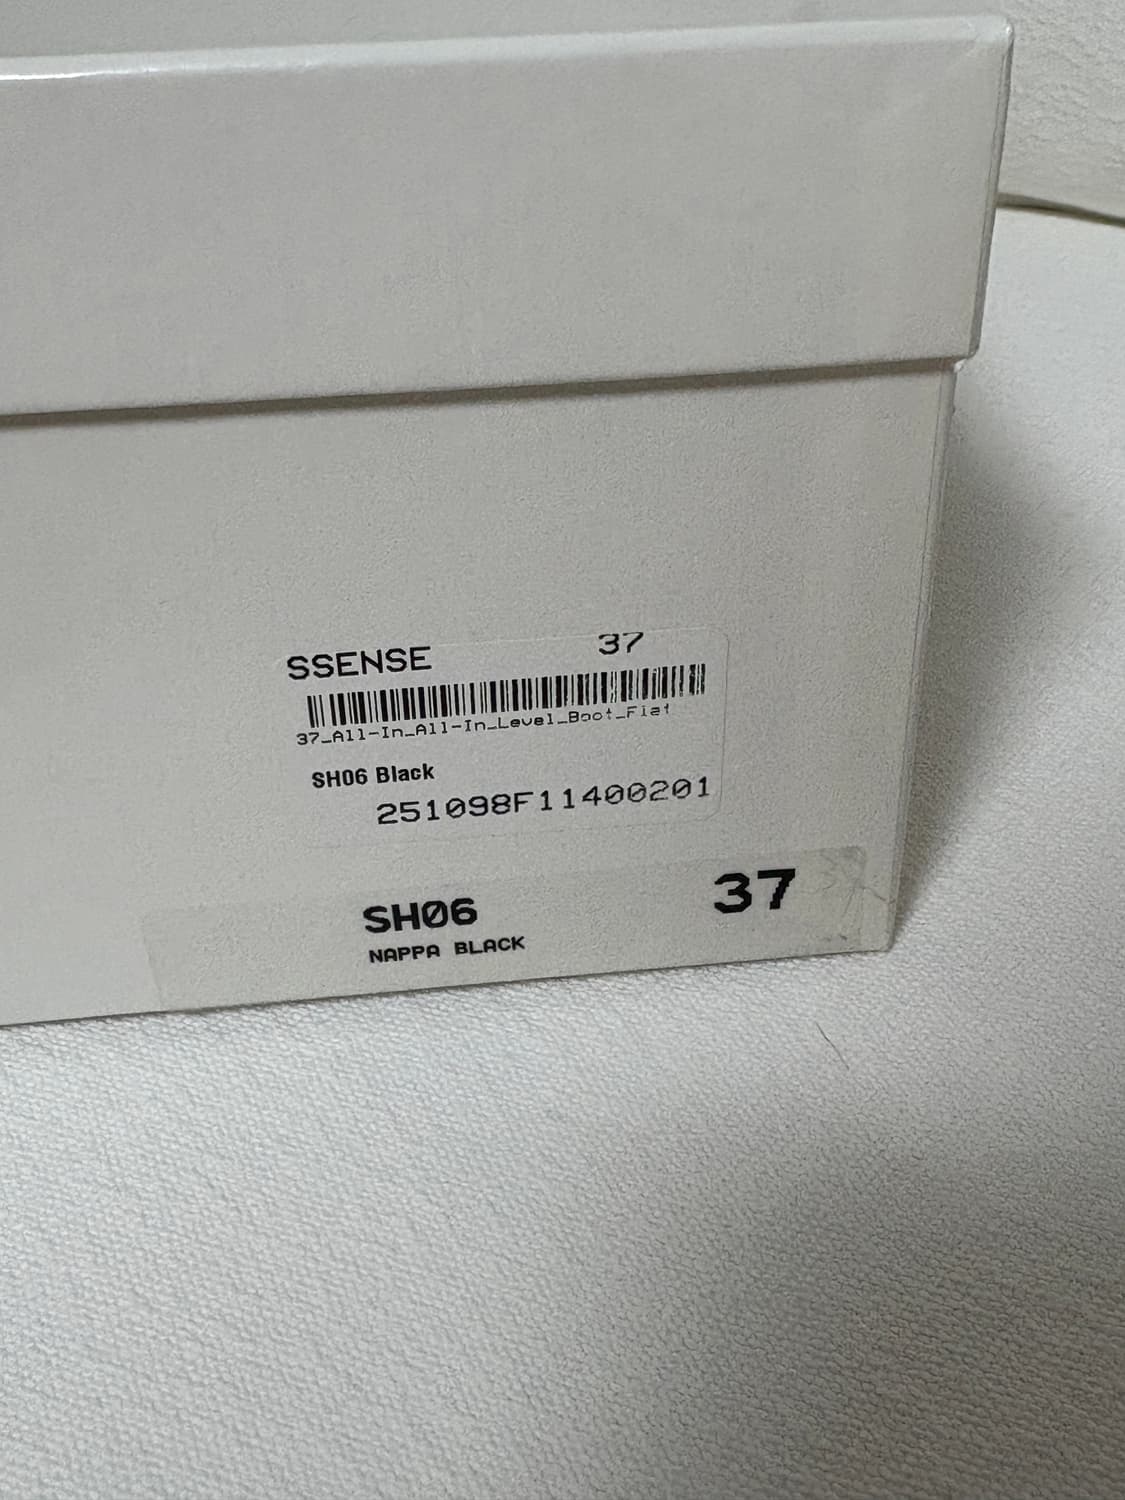 SSENSE 37
37_All-In_All-In_Level_Boot_Flat
SH06 Black
251098F11400201
SH06 37
NAPPA BLACK